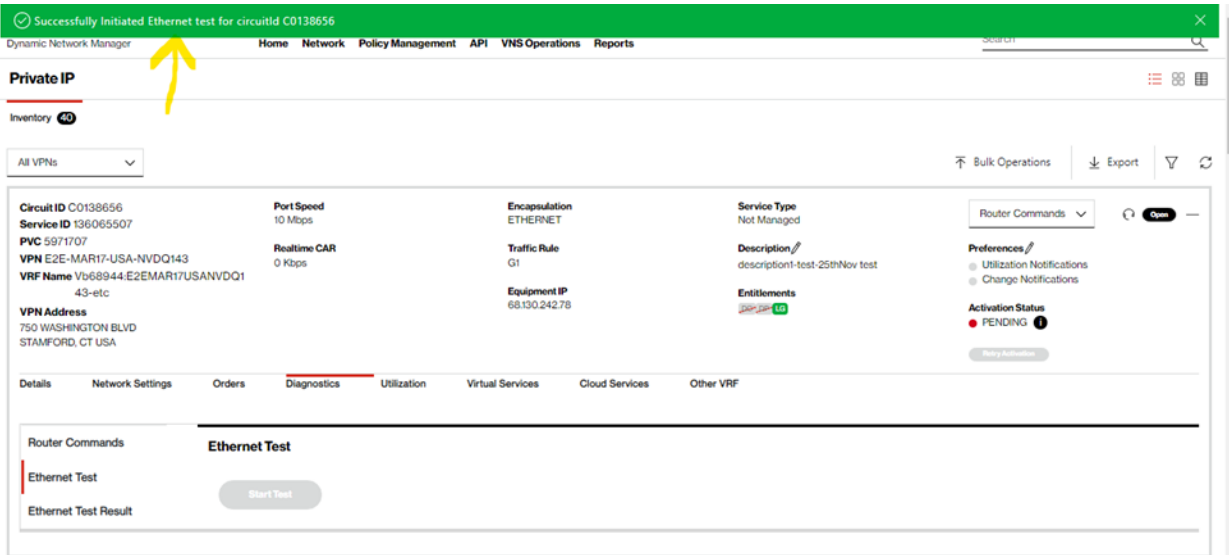 Successfully Initiated Ethernet test for circuitId C0138656
Dynamic Network Manager
Home Network Policy Management API VNS Operations Reports
Search
Private IP
Inventory 40
All VPNs
Bulk Operations
Export
Circuit ID C0138656
Service ID 136065507
PVC 5971707
VPN E2E-MAR17-USA-NVDQ143
VRF Name Vb68944:E2EMAR17USANVDQ1
43-etc
VPN Address
750 WASHINGTON BLVD
STAMFORD, CT USA
Port Speed
10 Mbps
Realtime CAR
0 Kbps
Encapsulation
ETHERNET
Traffic Rule
G1
Equipment IP
68.130.242.78
Service Type
Not Managed
Description
description1-test-25thNov test
Entitlements
LG
Router Commands
Open
Preferences
Utilization Notifications
Change Notifications
Activation Status
PENDING
Retry Activation
Details Network Settings Orders Diagnostics Utilization Virtual Services Cloud Services Other VRF
Router Commands
Ethernet Test
Ethernet Test Result
Ethernet Test
Start Test